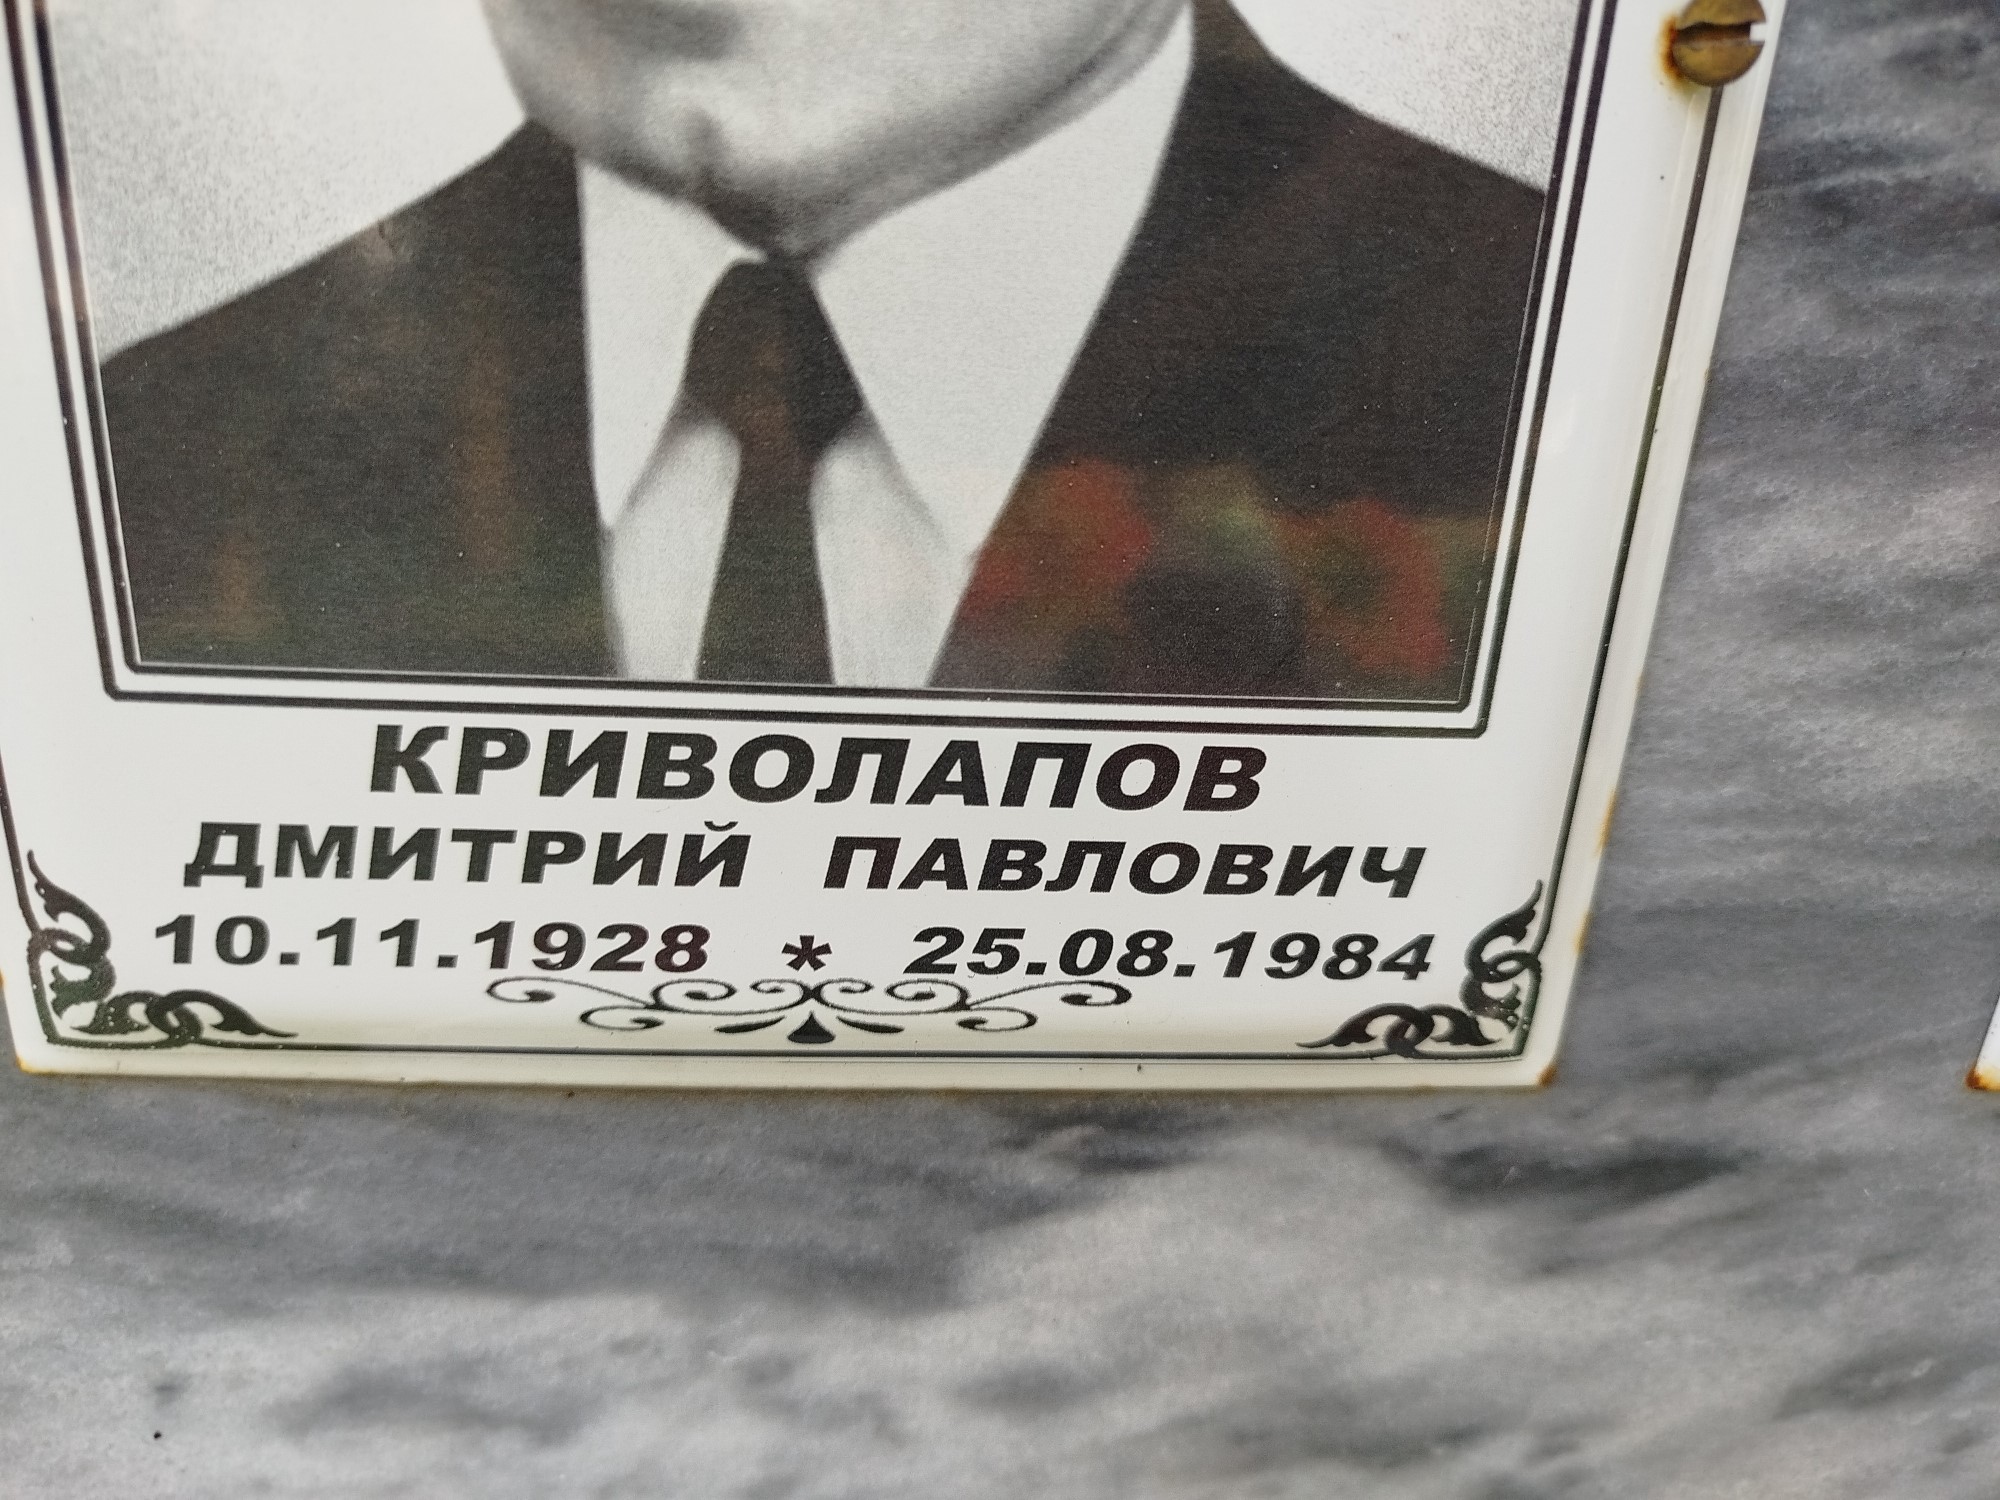 КРИВОЛАПОВ
ДМИТРИЙ ПАВЛОВИЧ
10.11.1928 * 25.08.1984